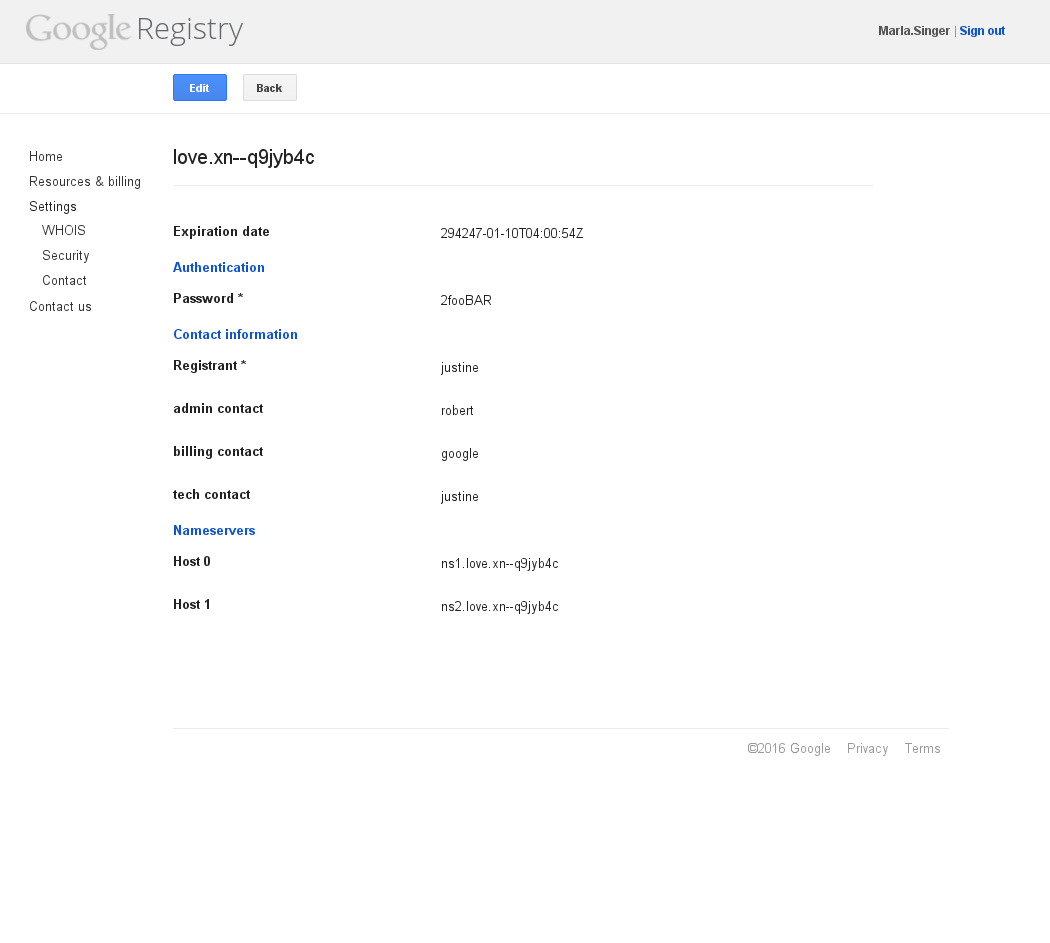 Google Registry
Marla.Singer | Sign out
Edit Back
Home
Resources & billing
Settings
WHOIS
Security
Contact
Contact us
love.xn--q9jyb4c
Expiration date 294247-01-10T04:00:54Z
Authentication
Password * 2fooBAR
Contact information
Registrant * justine
admin contact robert
billing contact google
tech contact justine
Nameservers
Host 0 ns1.love.xn--q9jyb4c
Host 1 ns2.love.xn--q9jyb4c
©2016 Google Privacy Terms